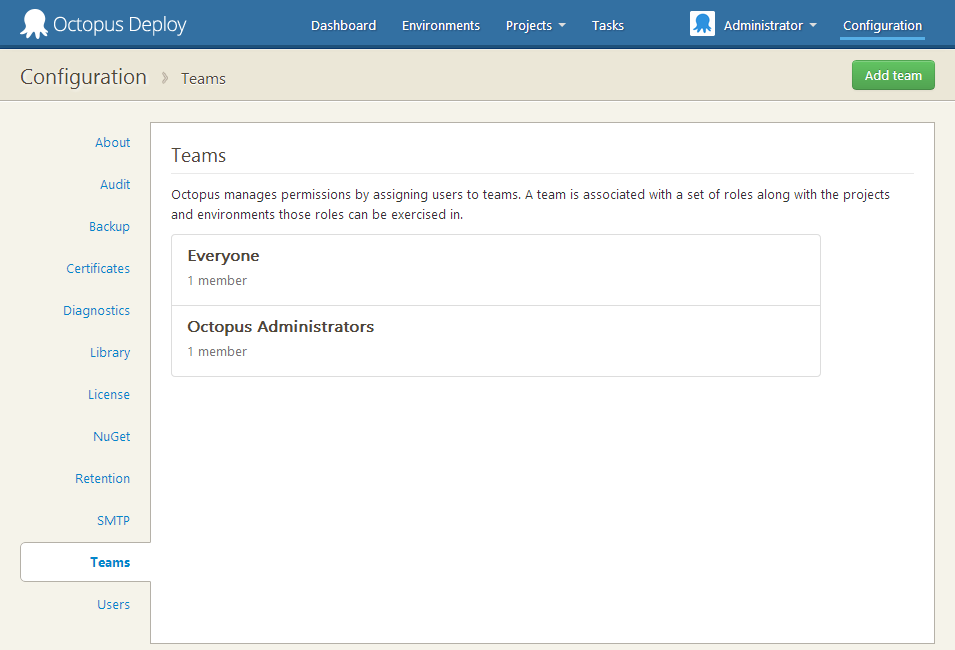 Octopus Deploy
Dashboard Environments Projects Tasks Administrator Configuration
Configuration Teams Add team
About
Audit
Backup
Certificates
Diagnostics
Library
License
NuGet
Retention
SMTP
Teams
Users
Teams
Octopus manages permissions by assigning users to teams. A team is associated with a set of roles along with the projects
and environments those roles can be exercised in.
Everyone
1 member
Octopus Administrators
1 member